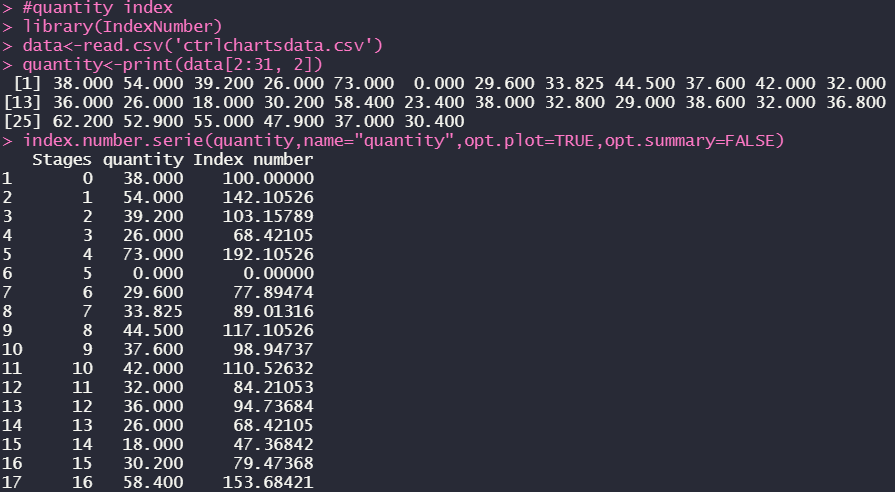 > #quantity index
> library(IndexNumber)
> data<-read.csv('ctrlchartsdata.csv')
> quantity<-print(data[2:31, 2])
 [1] 38.000 54.000 39.200 26.000 73.000  0.000 29.600 33.825 44.500 37.600 42.000 32.000
[13] 36.000 26.000 18.000 30.200 58.400 23.400 38.000 32.800 29.000 38.600 32.000 36.800
[25] 62.200 52.900 55.000 47.900 37.000 30.400
> index.number.serie(quantity,name="quantity",opt.plot=TRUE,opt.summary=FALSE)
   Stages quantity Index number
1       0   38.000    100.00000
2       1   54.000    142.10526
3       2   39.200    103.15789
4       3   26.000     68.42105
5       4   73.000    192.10526
6       5    0.000      0.00000
7       6   29.600     77.89474
8       7   33.825     89.01316
9       8   44.500    117.10526
10      9   37.600     98.94737
11     10   42.000    110.52632
12     11   32.000     84.21053
13     12   36.000     94.73684
14     13   26.000     68.42105
15     14   18.000     47.36842
16     15   30.200     79.47368
17     16   58.400    153.68421